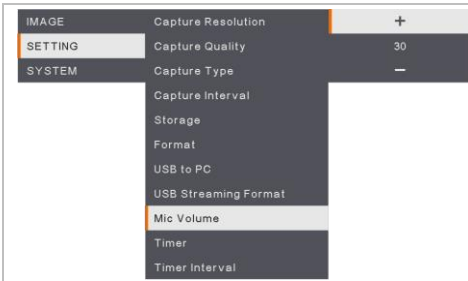 IMAGE
SETTING
SYSTEM
Capture Resolution
Capture Quality
Capture Type
Capture Interval
Storage
Format
USB to PC
USB Streaming Format
Mic Volume
Timer
Timer Interval
+
30
−